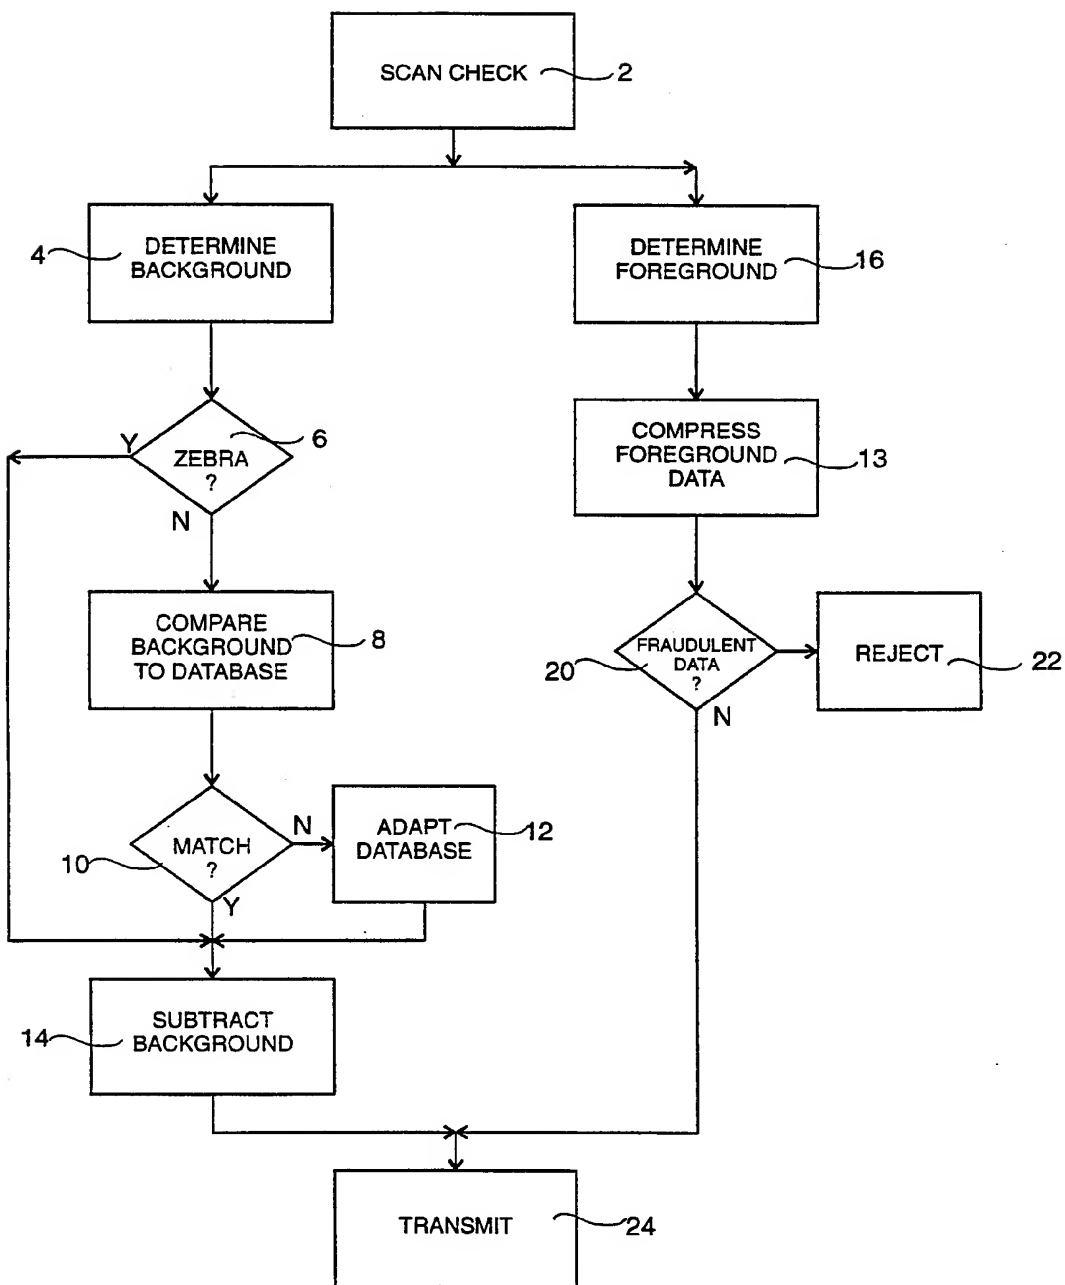 SCAN CHECK
2
DETERMINE
BACKGROUND
4
DETERMINE
FOREGROUND
16
Y
ZEBRA
?
6
N
COMPRESS
FOREGROUND
DATA
13
COMPARE
BACKGROUND
TO DATABASE
8
FRAUDULENT
DATA
?
20
N
REJECT
22
MATCH
?
10
N
Y
ADAPT
DATABASE
12
SUBTRACT
BACKGROUND
14
TRANSMIT
24